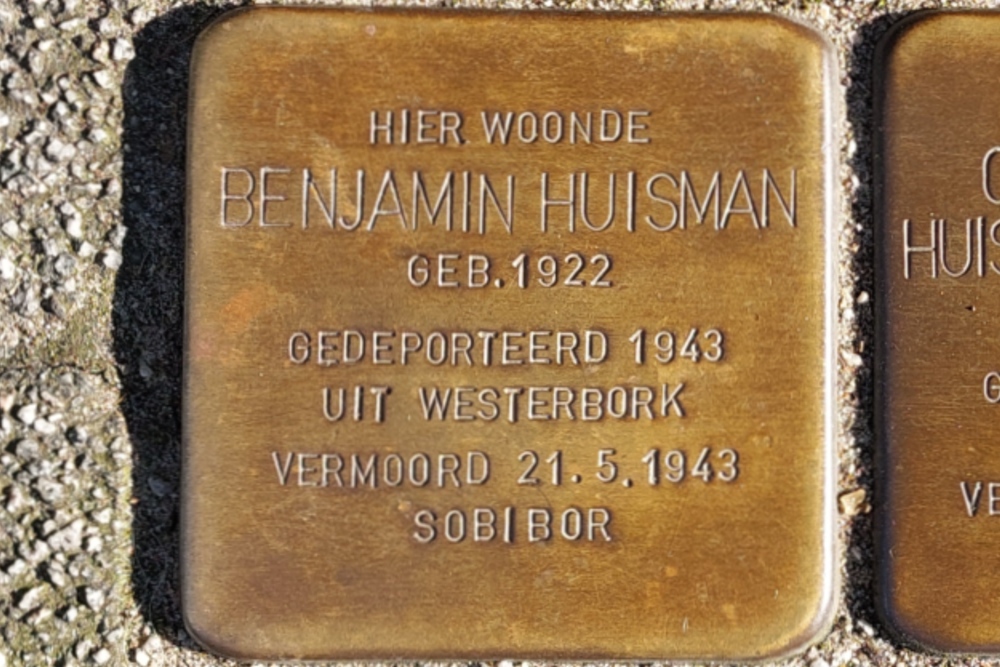 HIER WOONDE
BENJAMIN HUISMAN
GEB.1922
GEDEPORTEERD 1943
UIT WESTERBORK
VERMOORD 21.5.1943
SOBIBOR